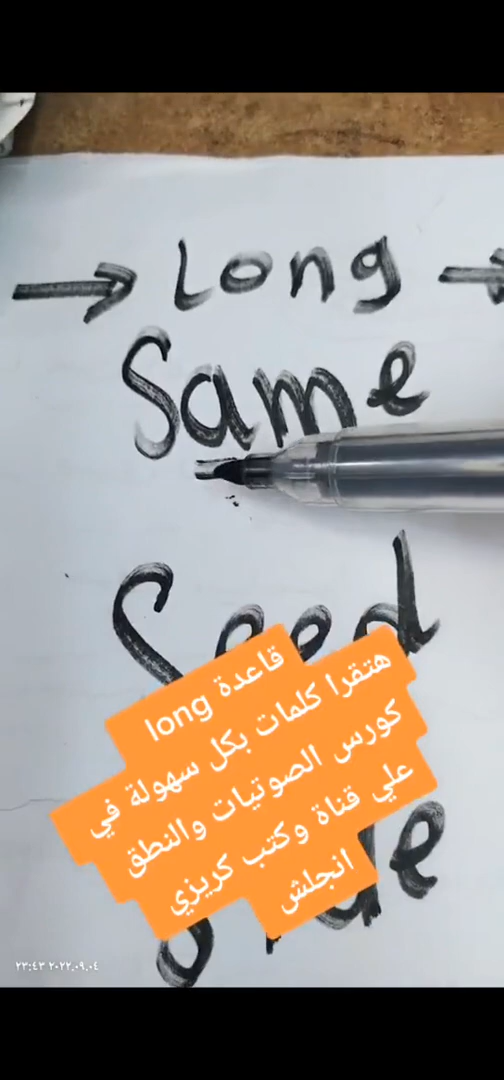 → Long →
Same
Seed
قاعدة long
هتقرا كلمات بكل سهولة في
كورس الصوتيات والنطق
علي قناة وكتب كريزي
انجلش
٢٣:٤٣ ٢٠٢٢.٠٩.٠٤